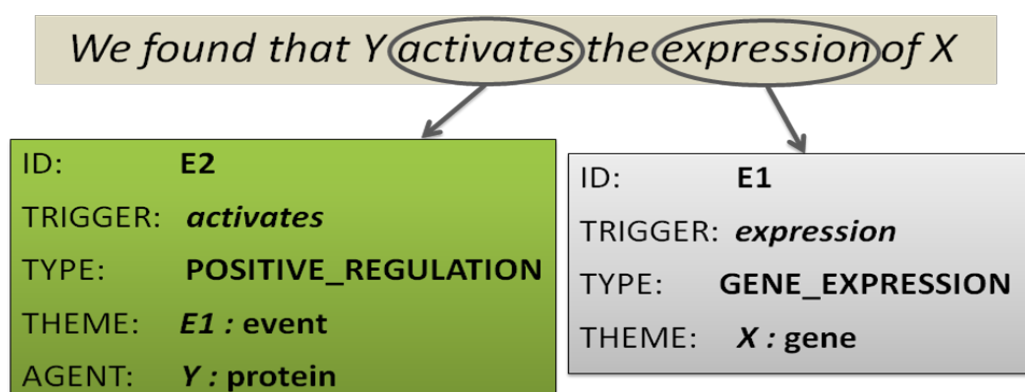 We found that Y activates the expression of X
ID: E2
TRIGGER: activates
TYPE: POSITIVE_REGULATION
THEME: E1 : event
AGENT: Y : protein
ID: E1
TRIGGER: expression
TYPE: GENE_EXPRESSION
THEME: X : gene